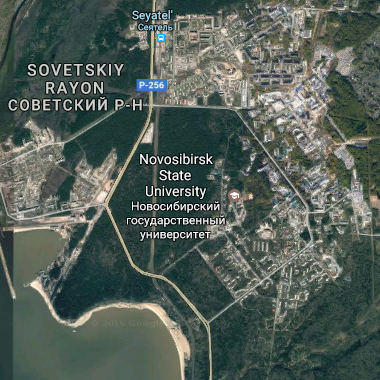 Seyatel'
Сеятель
SOVETSKIY
RAYON
СОВЕТСКИЙ Р-Н
P-256
Novosibirsk
State
University
Новосибирский
государственный
университет